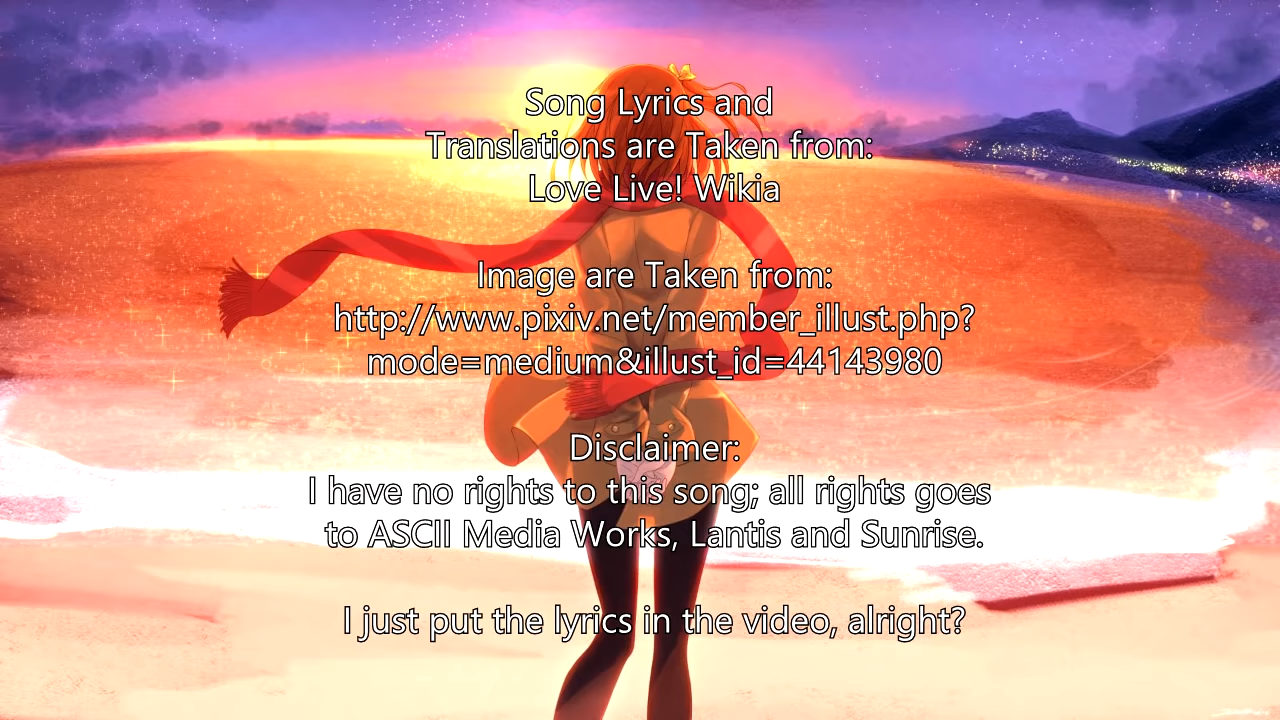 Song Lyrics and
Translations are Taken from:
Love Live! Wikia
Image are Taken from:
http://www.pixiv.net/member_illust.php?
mode=medium&illust_id=44143980
Disclaimer:
I have no rights to this song; all rights goes
to ASCII Media Works, Lantis and Sunrise.
I just put the lyrics in the video, alright?